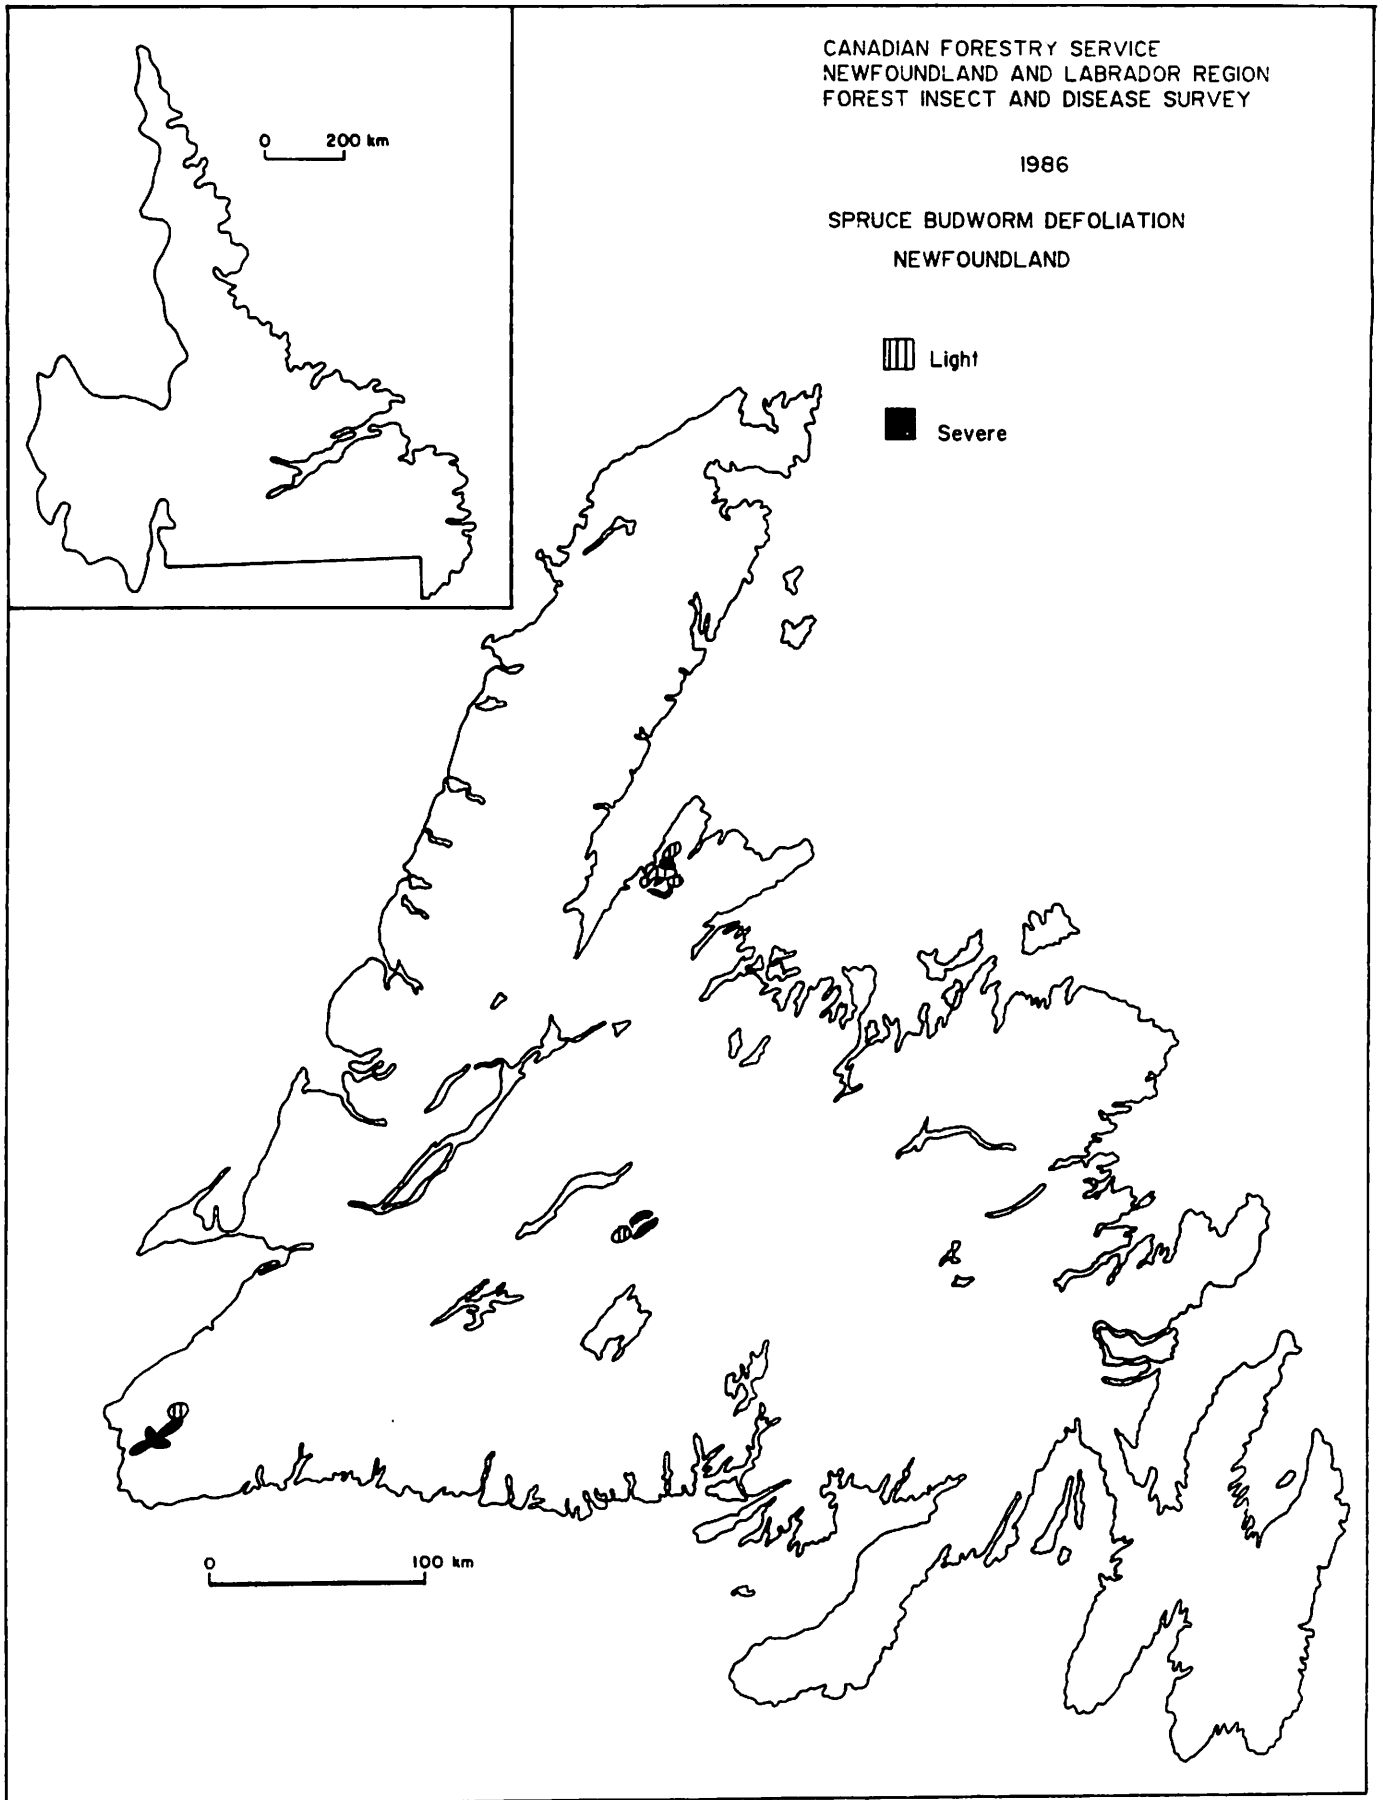 CANADIAN FORESTRY SERVICE
NEWFOUNDLAND AND LABRADOR REGION
FOREST INSECT AND DISEASE SURVEY
0 200 km
1986
SPRUCE BUDWORM DEFOLIATION
NEWFOUNDLAND
Light
Severe
0 100 km